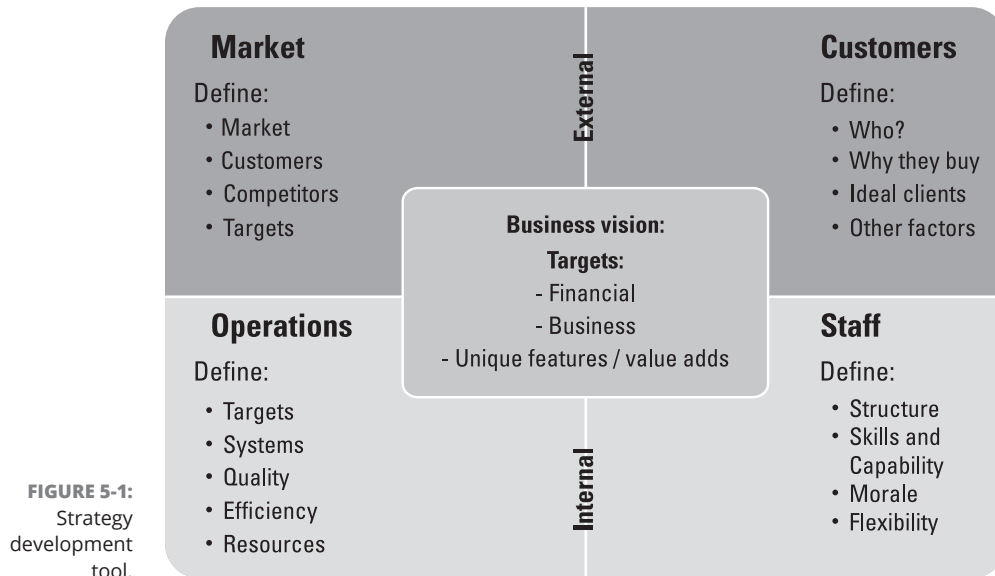 Market
Define:
• Market
• Customers
• Competitors
• Targets
External
Customers
Define:
• Who?
• Why they buy
• Ideal clients
• Other factors
Business vision:
Targets:
- Financial
- Business
- Unique features / value adds
Operations
Define:
• Targets
• Systems
• Quality
• Efficiency
• Resources
Internal
Staff
Define:
• Structure
• Skills and
Capability
• Morale
• Flexibility
FIGURE 5-1:
Strategy
development
tool.